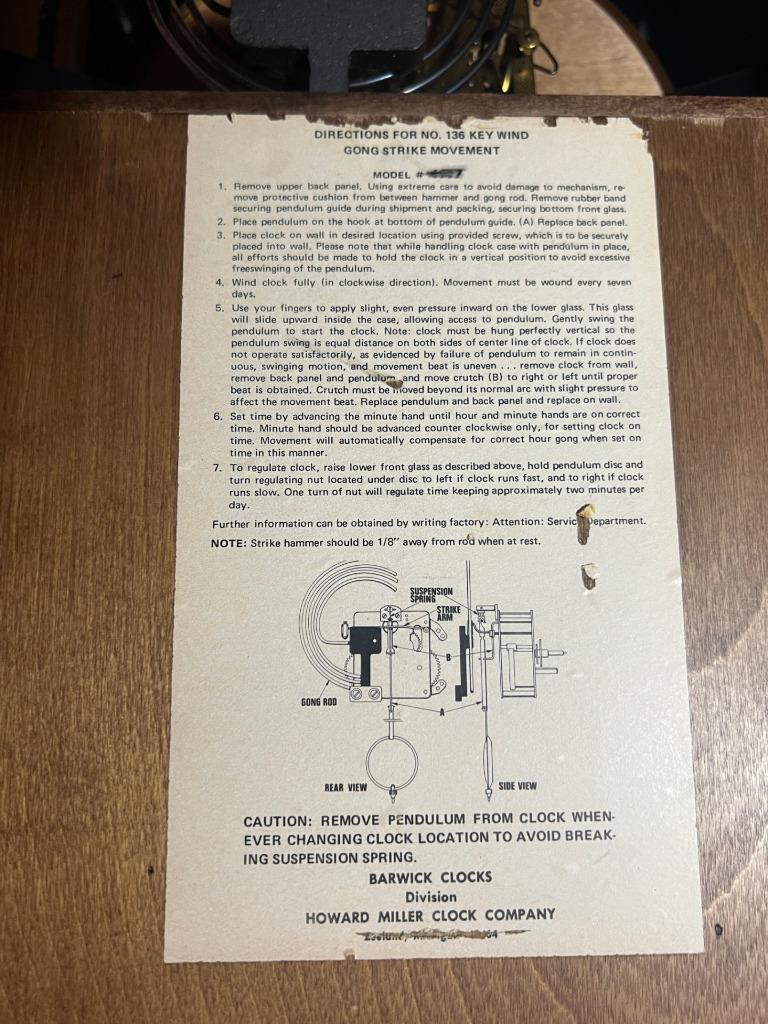 DIRECTIONS FOR NO. 136 KEY WIND
GONG STRIKE MOVEMENT
MODEL #
1. Remove upper back panel. Using extreme care to avoid damage to mechanism, re-
move protective cushion from between hammer and gong rod. Remove rubber band
securing pendulum guide during shipment and packing, securing bottom front glass.
2. Place pendulum on the hook at bottom of pendulum guide. (A) Replace back panel.
3. Place clock on wall in desired location using provided screw, which is to be securely
placed into wall. Please note that while handling clock case with pendulum in place,
all efforts should be made to hold the clock in a vertical position to avoid excessive
freeswinging of the pendulum.
4. Wind clock fully (in clockwise direction). Movement must be wound every seven
days.
5. Use your fingers to apply slight, even pressure inward on the lower glass. This glass
will slide upward inside the case, allowing access to pendulum. Gently swing the
pendulum to start the clock. Note: clock must be hung perfectly vertical so the
pendulum swing is equal distance on both sides of center line of clock. If clock does
not operate satisfactorily, as evidenced by failure of pendulum to remain in contin-
uous, swinging motion, and movement beat is uneven . . . remove clock from wall,
remove back panel and pendulum and move crutch (B) to right or left until proper
beat is obtained. Crutch must be moved beyond its normal arc with slight pressure to
affect the movement beat. Replace pendulum and back panel and replace on wall.
6. Set time by advancing the minute hand until hour and minute hands are on correct
time. Minute hand should be advanced counter clockwise only, for setting clock on
time. Movement will automatically compensate for correct hour gong when set on
time in this manner.
7. To regulate clock, raise lower front glass as described above, hold pendulum disc and
turn regulating nut located under disc to left if clock runs fast, and to right if clock
runs slow. One turn of nut will regulate time keeping approximately two minutes per
day.
Further information can be obtained by writing factory: Attention: Service Department.
NOTE: Strike hammer should be 1/8" away from rod when at rest.
SUSPENSION
SPRING
STRIKE
ARM
B
GONG ROD
A
REAR VIEW
SIDE VIEW
CAUTION: REMOVE PENDULUM FROM CLOCK WHEN-
EVER CHANGING CLOCK LOCATION TO AVOID BREAK-
ING SUSPENSION SPRING.
BARWICK CLOCKS
Division
HOWARD MILLER CLOCK COMPANY